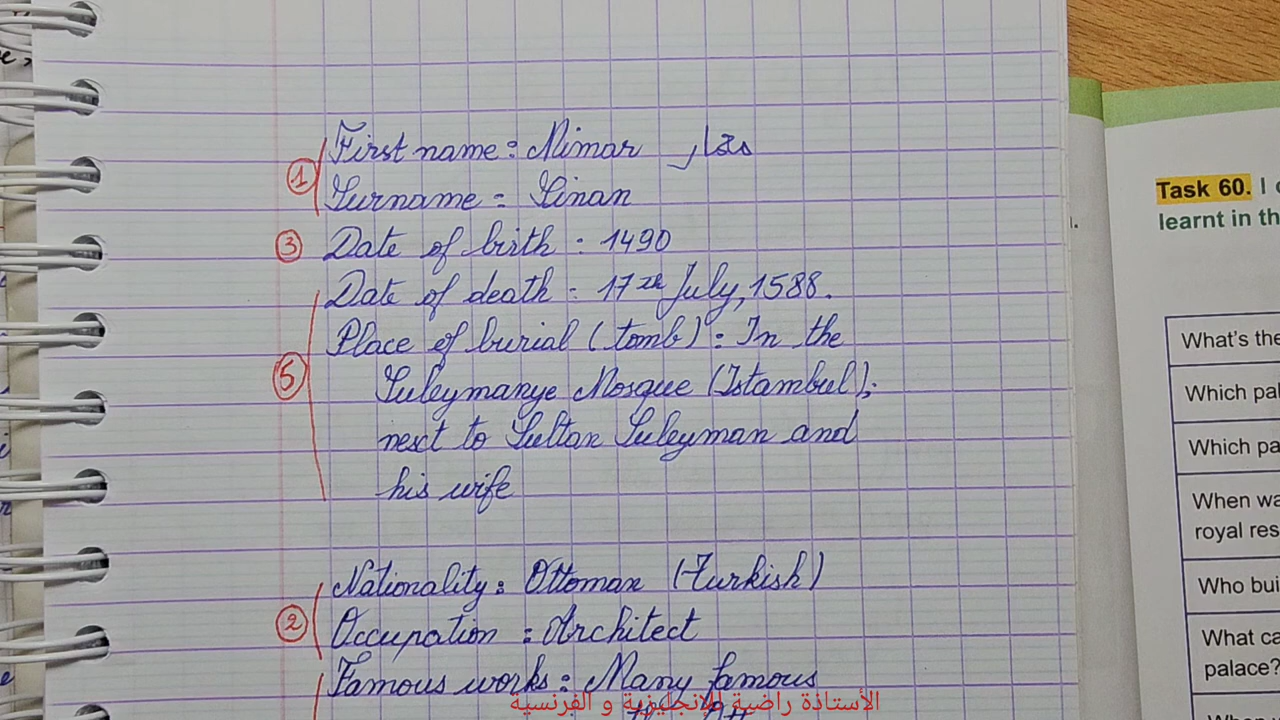 First name : Mimar معمار
① Surname : Sinan
③ Date of birth : 1490
Date of death : 17th July, 1588.
⑤ Place of burial (tomb) : In the
Suleymanye Mosque (Istambul);
next to Sultan Suleyman and
his wife
Nationality : Ottoman (Turkish)
② Occupation : Architect
Famous works : Many famous
الأستاذة راضية للإنجليزية و الفرنسية
Task 60. I
learnt in th
What's the
Which pa
Which pa
When wa
royal res
Who bui
What ca
palace?